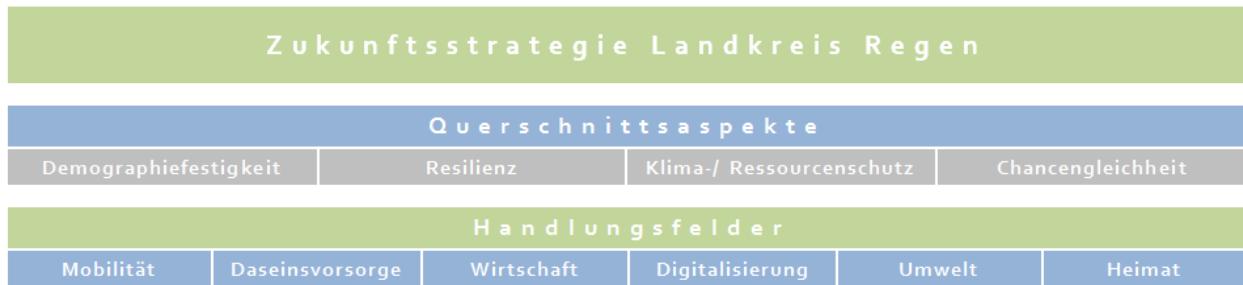 Zukunftsstrategie Landkreis Regen
Querschnittsaspekte
Demographiefestigkeit Resilienz Klima-/ Ressourcenschutz Chancengleichheit
Handlungsfelder
Mobilität Daseinsvorsorge Wirtschaft Digitalisierung Umwelt Heimat